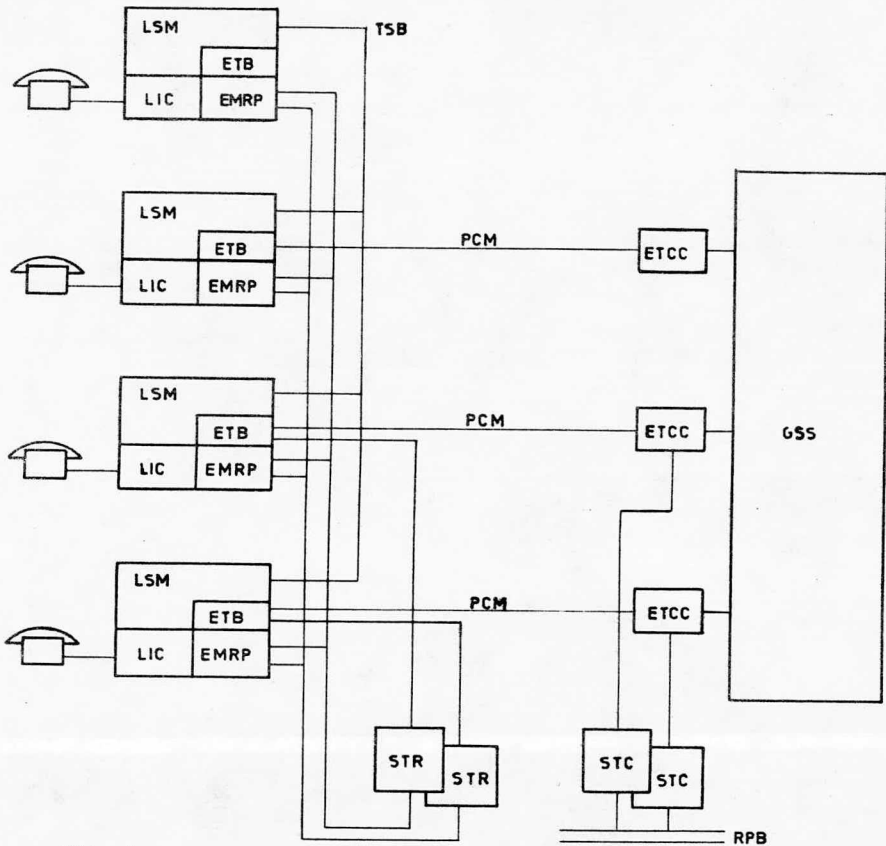 LSM
TSB
ETB
LIC
EMRP
LSM
ETB
PCM
ETCC
LIC
EMRP
LSM
ETB
PCM
ETCC
GSS
LIC
EMRP
LSM
ETB
PCM
ETCC
LIC
EMRP
STR
STR
STC
STC
RPB